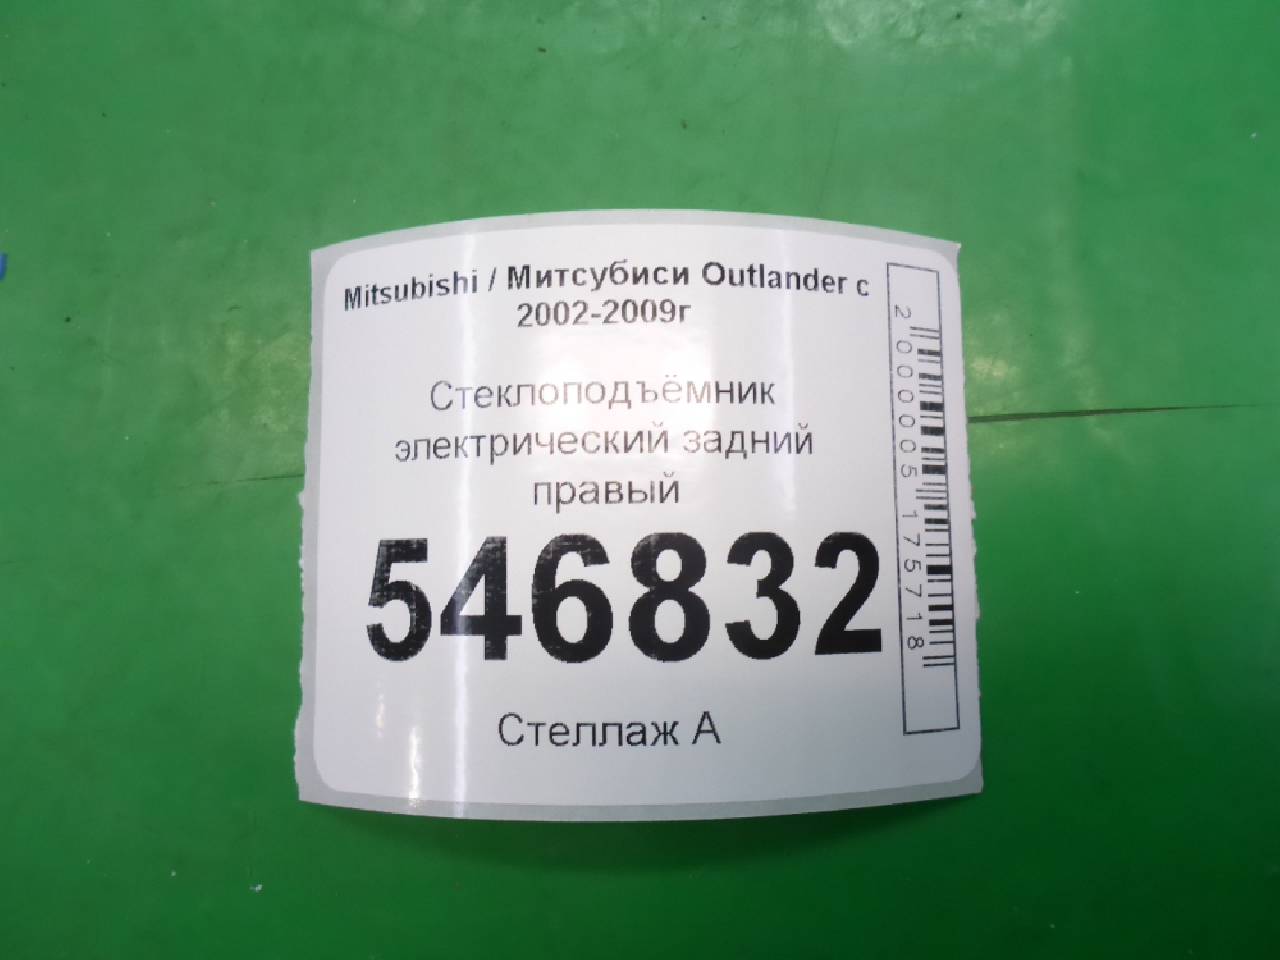 Mitsubishi / Митсубиси Outlander с
2002-2009г
Стеклоподъёмник
электрический задний
правый
546832
Стеллаж А
2000005175718